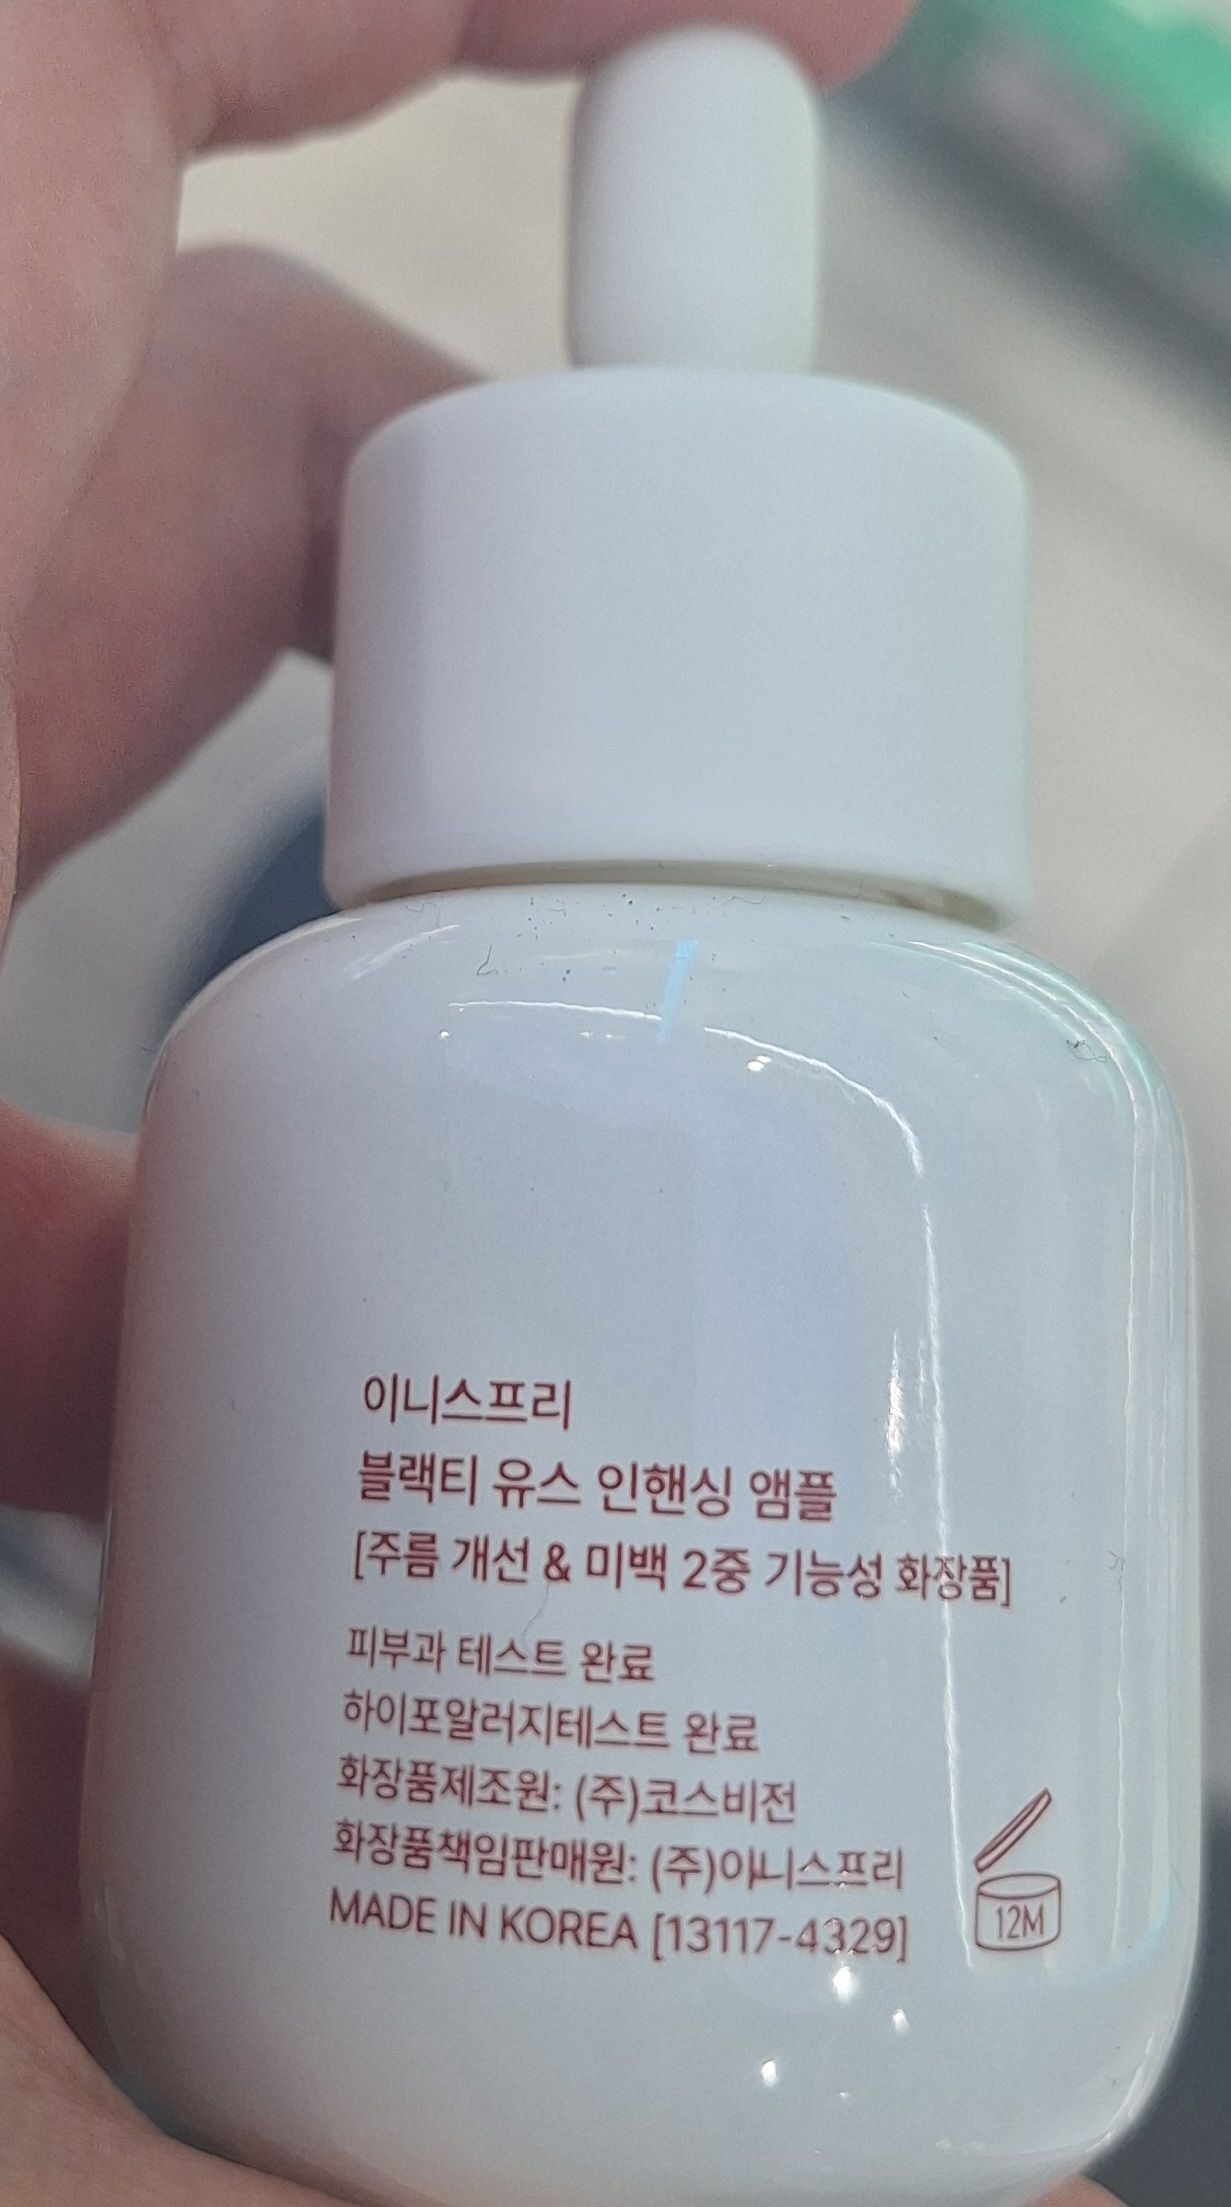 이니스프리
블랙티 유스 인핸싱 앰플
[주름 개선 & 미백 2중 기능성 화장품]
피부과 테스트 완료
하이포알러지테스트 완료
화장품제조원: (주)코스비전
화장품책임판매원: (주)이니스프리
MADE IN KOREA [13117-4329]
12M